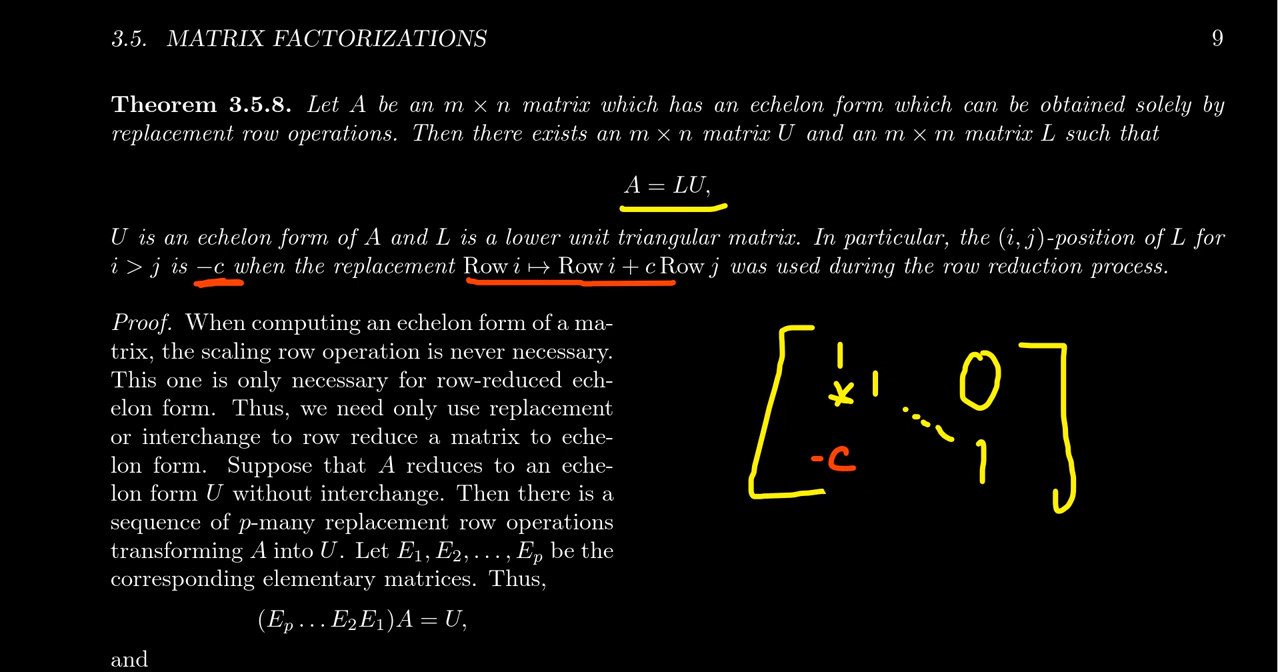 3.5. MATRIX FACTORIZATIONS 9
Theorem 3.5.8. Let A be an m × n matrix which has an echelon form which can be obtained solely by
replacement row operations. Then there exists an m × n matrix U and an m × m matrix L such that
A = LU,
U is an echelon form of A and L is a lower unit triangular matrix. In particular, the (i, j)-position of L for
i > j is −c when the replacement Row i ↦ Row i + c Row j was used during the row reduction process.
Proof. When computing an echelon form of a ma-
trix, the scaling row operation is never necessary.
This one is only necessary for row-reduced ech-
elon form. Thus, we need only use replacement
or interchange to row reduce a matrix to eche-
lon form. Suppose that A reduces to an eche-
lon form U without interchange. Then there is a
sequence of p-many replacement row operations
transforming A into U. Let E₁, E₂, . . . , Eₚ be the
corresponding elementary matrices. Thus,
(Eₚ . . . E₂E₁)A = U,
and
1 0
* 1 ⋱
-c 1